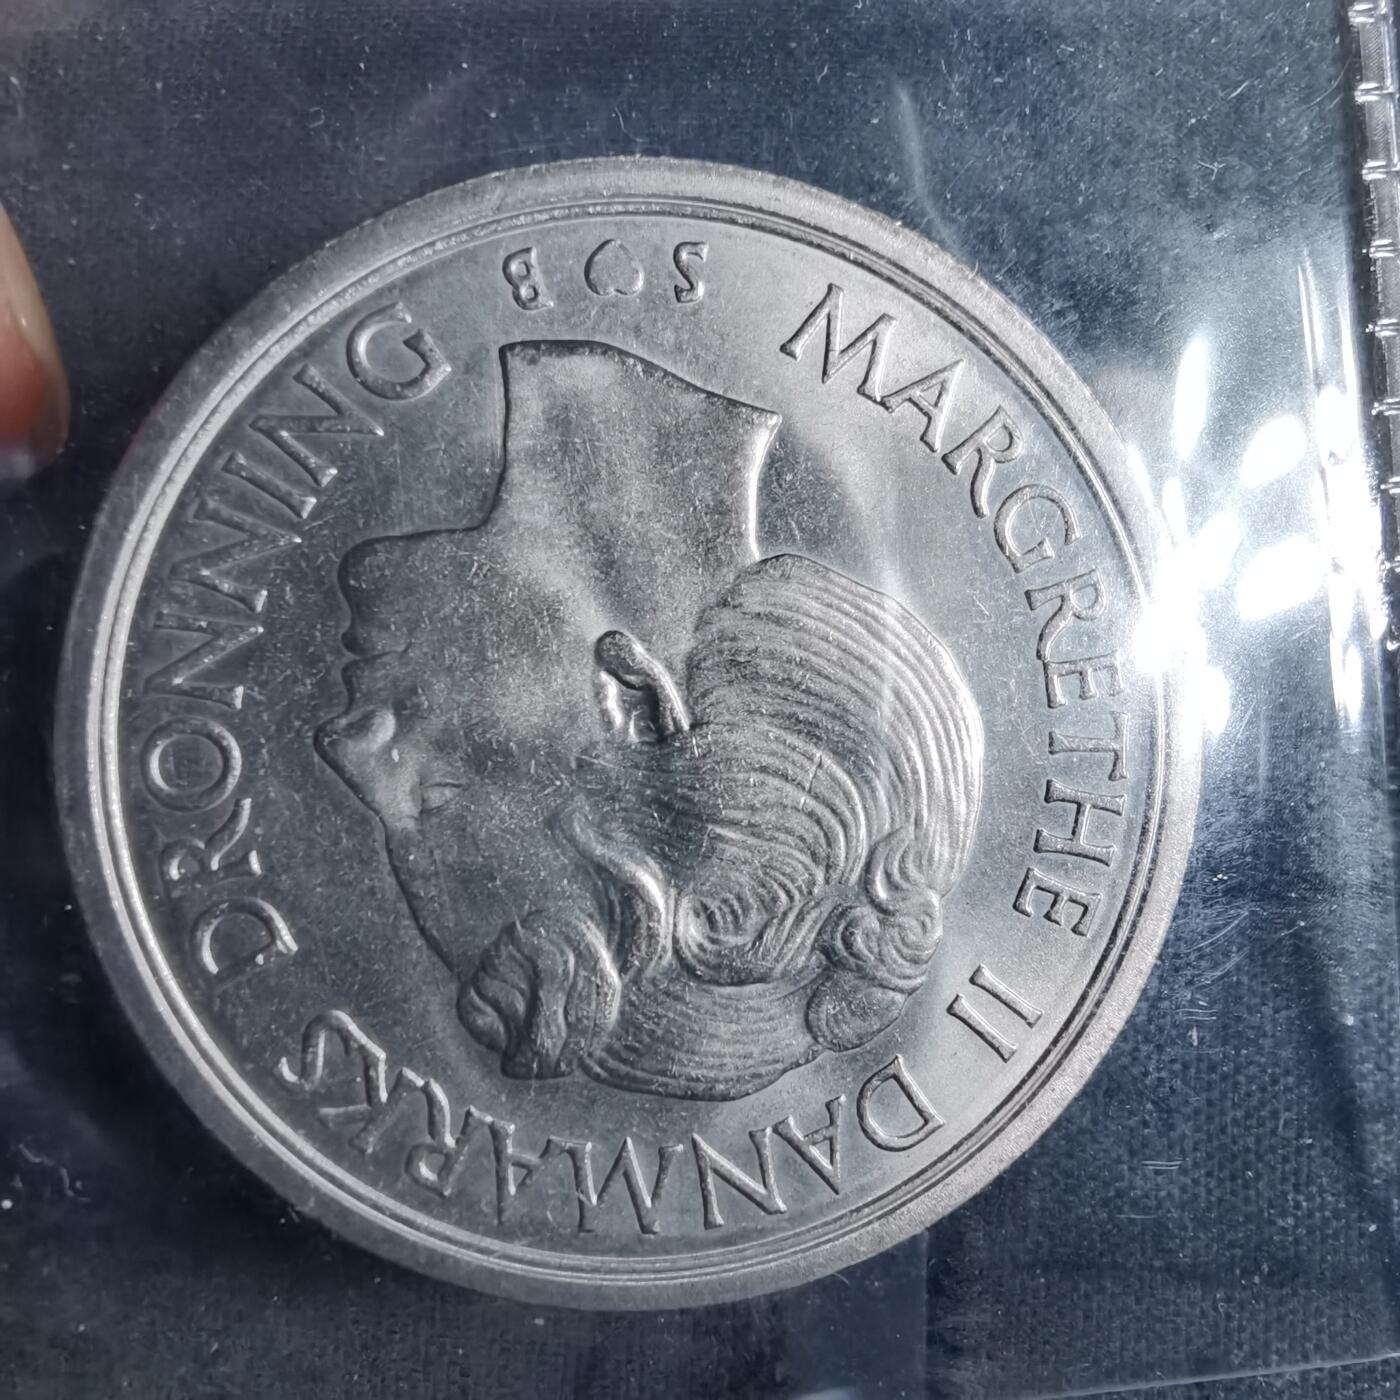 MARGRETHE II DANMARKS DRONNING
S ♥ B